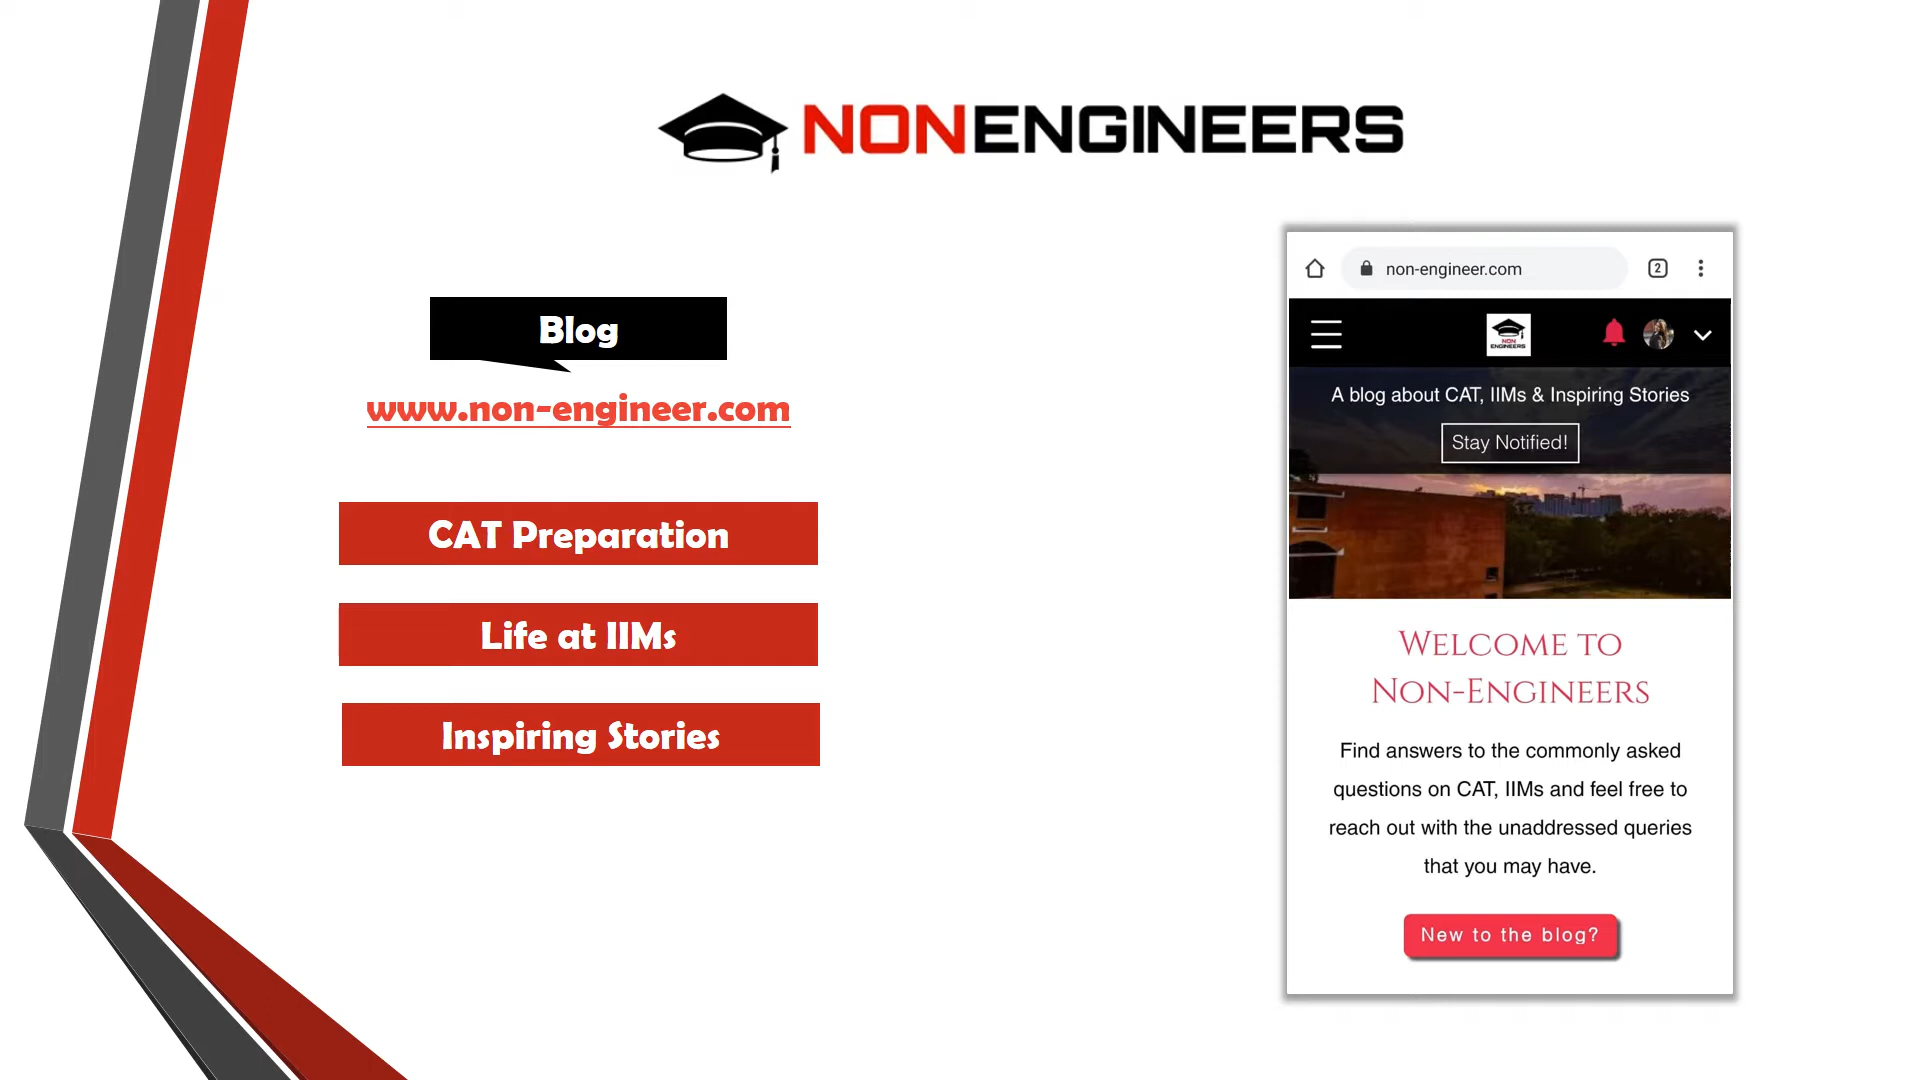 NONENGINEERS
Blog
www.non-engineer.com
CAT Preparation
Life at IIMs
Inspiring Stories
non-engineer.com
2
NON
ENGINEERS
A blog about CAT, IIMs & Inspiring Stories
Stay Notified!
WELCOME TO
NON-ENGINEERS
Find answers to the commonly asked
questions on CAT, IIMs and feel free to
reach out with the unaddressed queries
that you may have.
New to the blog?